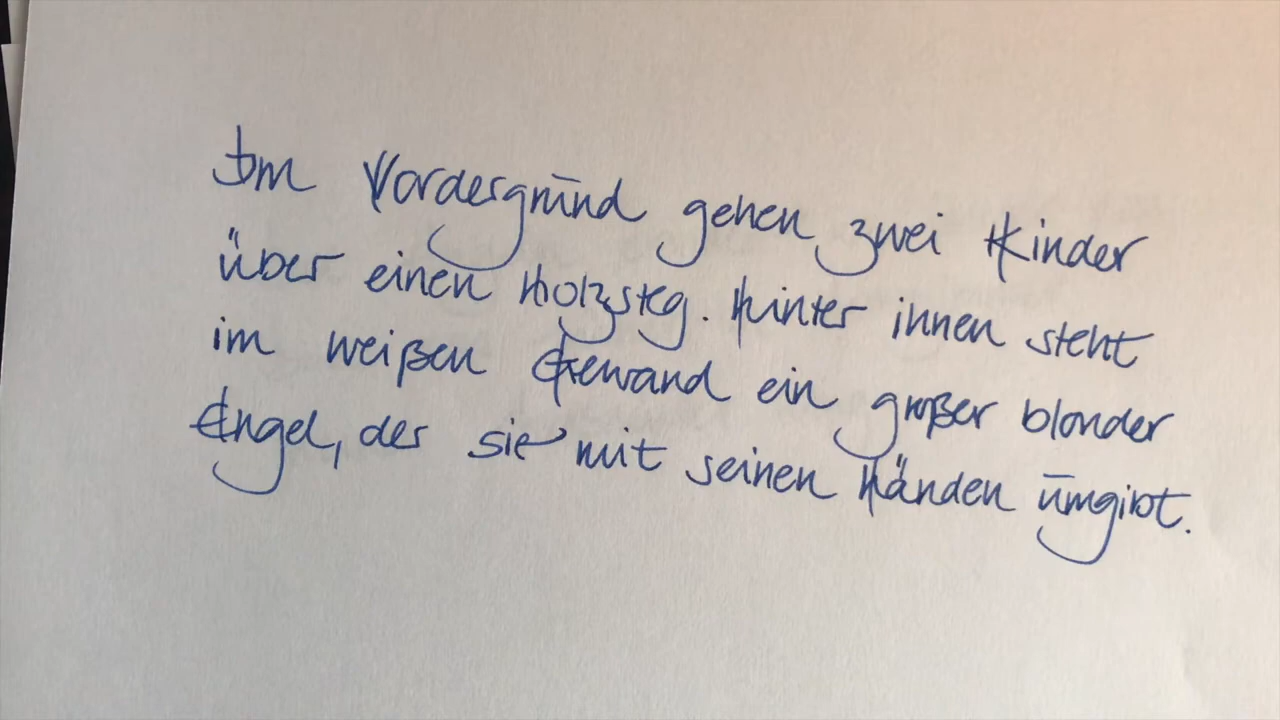 Im Vordergrund gehen zwei Kinder
über einen Holzsteg. Hinter ihnen steht
im weißen Gewand ein großer blonder
Engel, der sie mit seinen Händen umgibt.